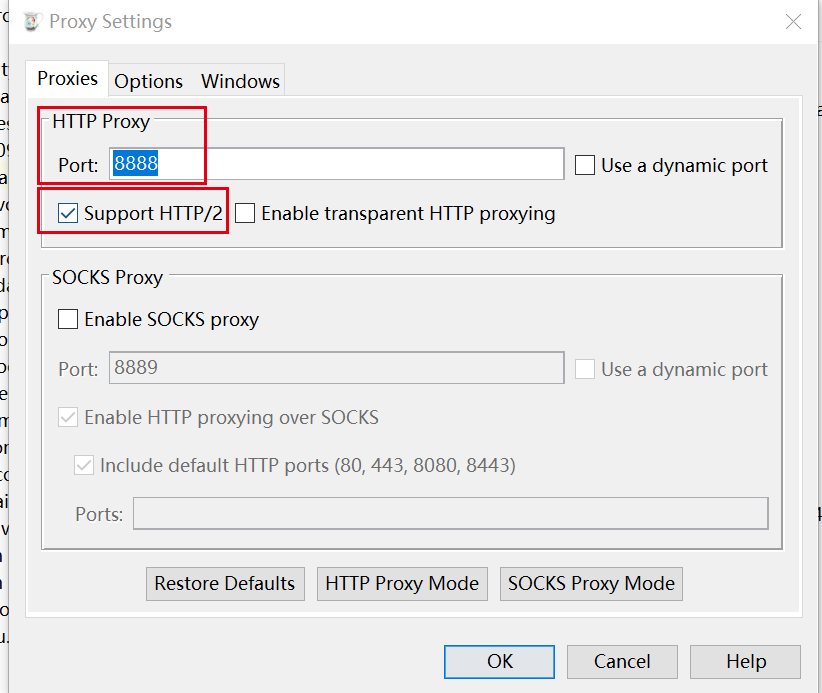 Proxy Settings
Proxies Options Windows
HTTP Proxy
Port: 8888 Use a dynamic port
Support HTTP/2 Enable transparent HTTP proxying
SOCKS Proxy
Enable SOCKS proxy
Port: 8889 Use a dynamic port
Enable HTTP proxying over SOCKS
Include default HTTP ports (80, 443, 8080, 8443)
Ports:
Restore Defaults HTTP Proxy Mode SOCKS Proxy Mode
OK Cancel Help